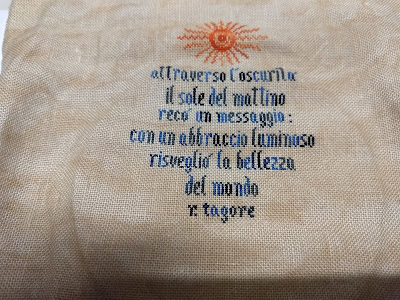 attraverso l'oscurità
il sole del mattino
recò un messaggio:
con un abbraccio luminoso
risvegliò la bellezza
del mondo
r. tagore